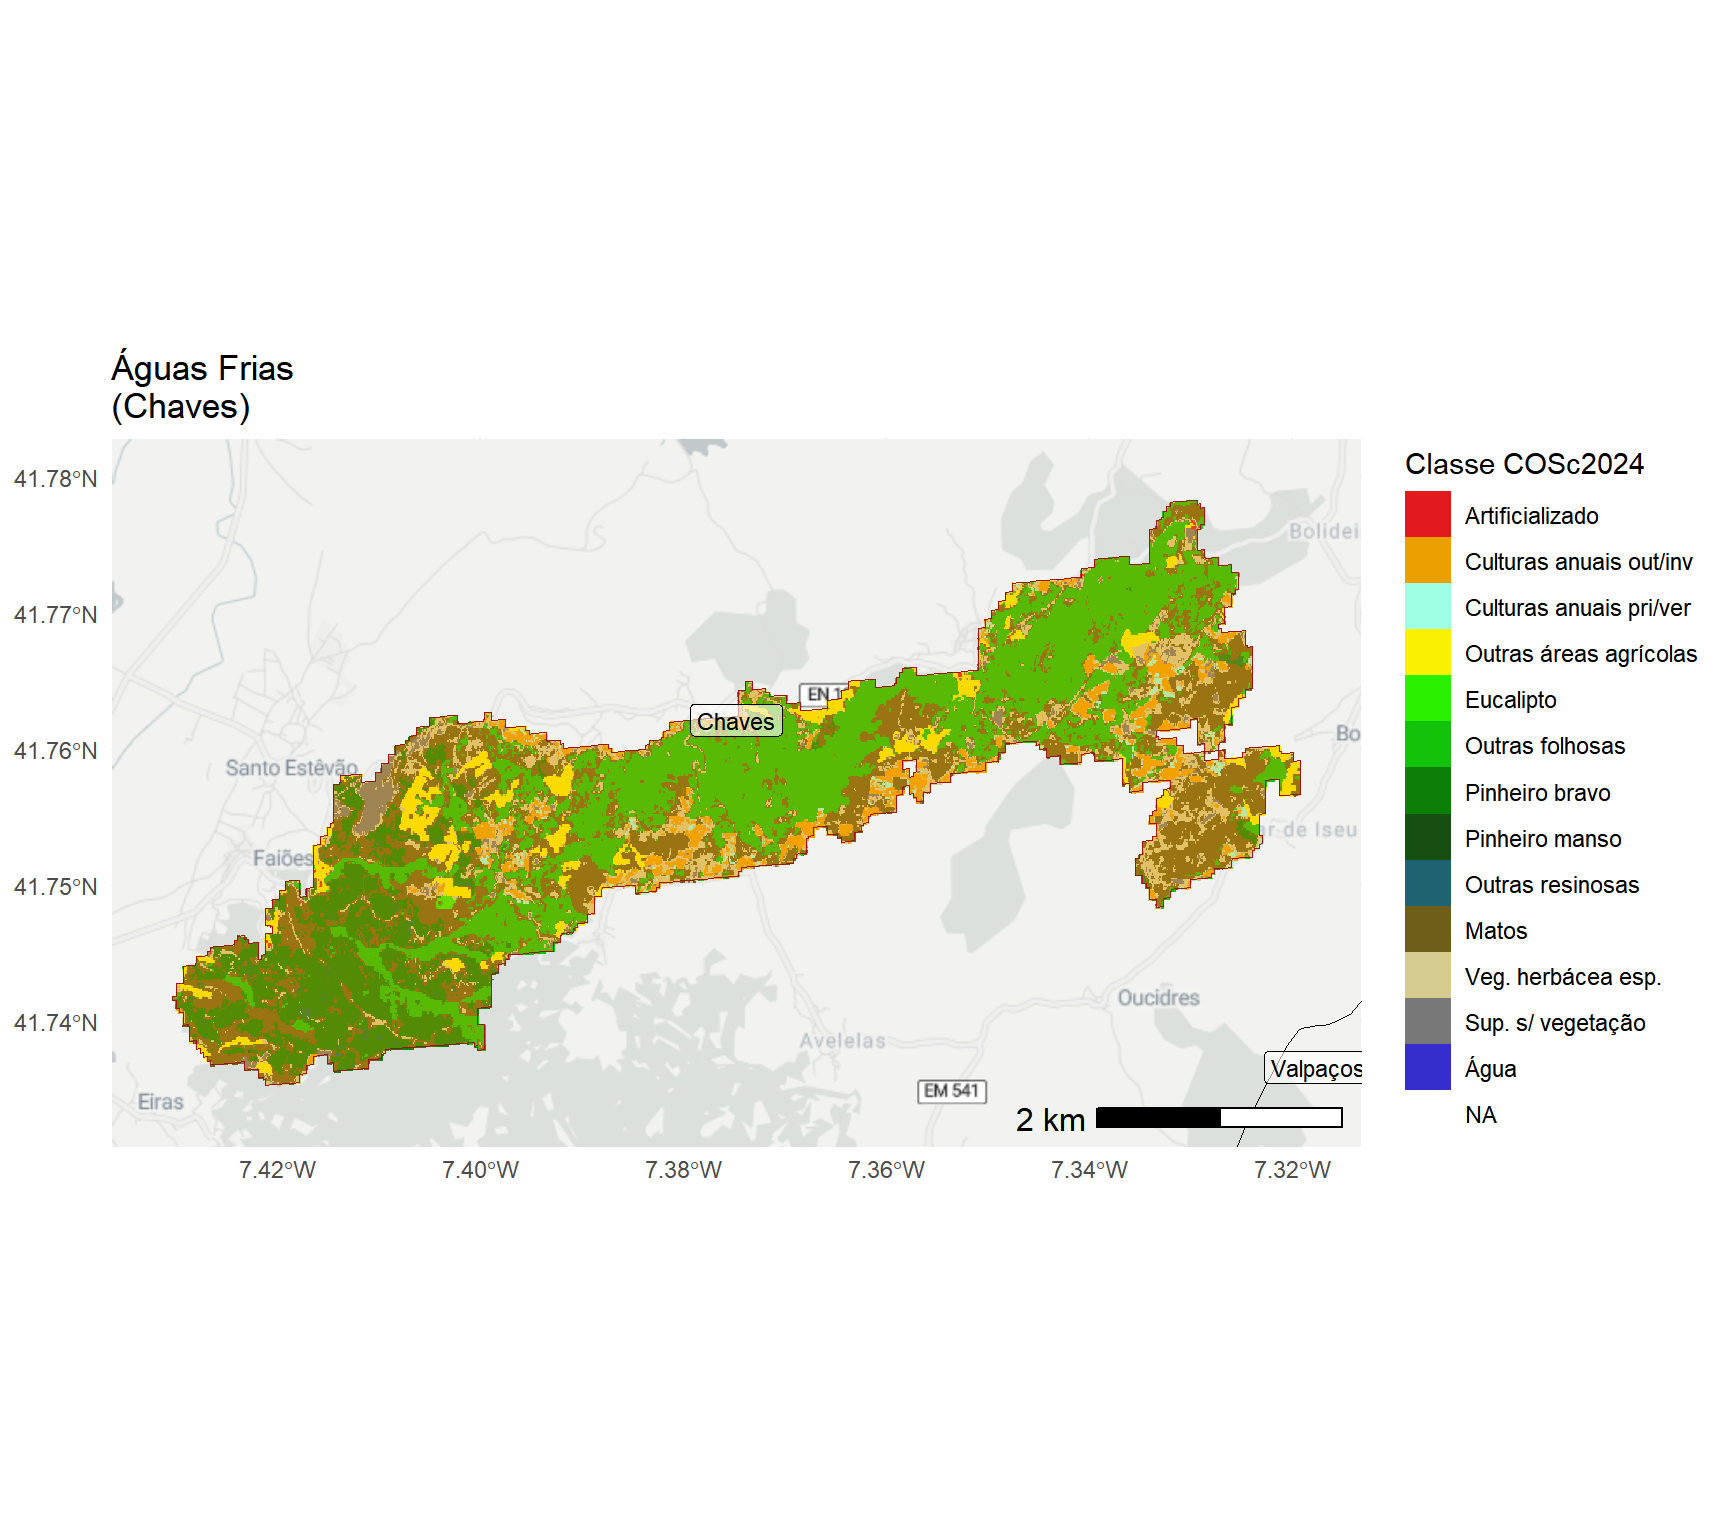 Águas Frias
(Chaves)
41.78°N
41.77°N
41.76°N
41.75°N
41.74°N
7.42°W
7.40°W
7.38°W
7.36°W
7.34°W
7.32°W
Bolidei
EN 1
Chaves
Bo
Santo Estêvão
Faiões
ar de Iseu
Oucidres
Avelelas
Valpaços
EM 541
Eiras
2 km
Classe COSc2024
Artificializado
Culturas anuais out/inv
Culturas anuais pri/ver
Outras áreas agrícolas
Eucalipto
Outras folhosas
Pinheiro bravo
Pinheiro manso
Outras resinosas
Matos
Veg. herbácea esp.
Sup. s/ vegetação
Água
NA